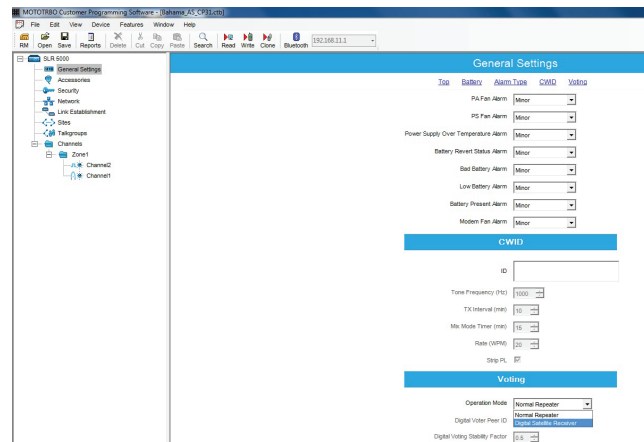 MOTOTRBO Customer Programming Software - [Bahama_A5_CP31.ctb]
File Edit View Device Features Window Help
RM Open Save Reports Delete Cut Copy Paste Search Read Write Clone Bluetooth 192.168.11.1
SLR 5000
General Settings
Accessories
Security
Network
Link Establishment
Sites
Talkgroups
Channels
Zone1
Channel2
Channel1
General Settings
Top Battery Alarm Type CWID Voting
PA Fan Alarm Minor
PS Fan Alarm Minor
Power Supply Over Temperature Alarm Minor
Battery Revert Status Alarm Minor
Bad Battery Alarm Minor
Low Battery Alarm Minor
Battery Present Alarm Minor
Modem Fan Alarm Minor
CWID
ID
Tone Frequency (Hz) 1000
TX Interval (min) 10
Mix Mode Timer (min) 15
Rate (WPM) 20
Strip PL
Voting
Operation Mode Normal Repeater
Normal Repeater
Digital Voter Peer ID Digital Satellite Receiver
Digital Voting Stability Factor 0.5